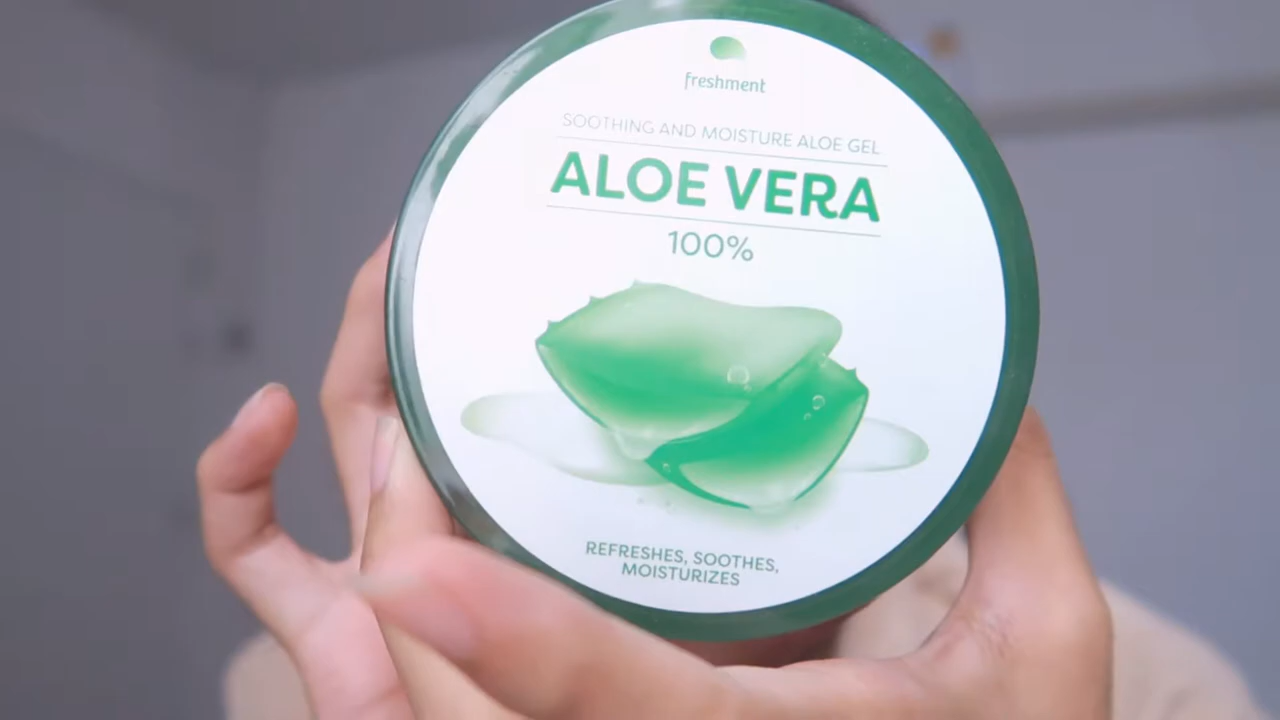 freshment
SOOTHING AND MOISTURE ALOE GEL
ALOE VERA
100%
REFRESHES, SOOTHES,
MOISTURIZES